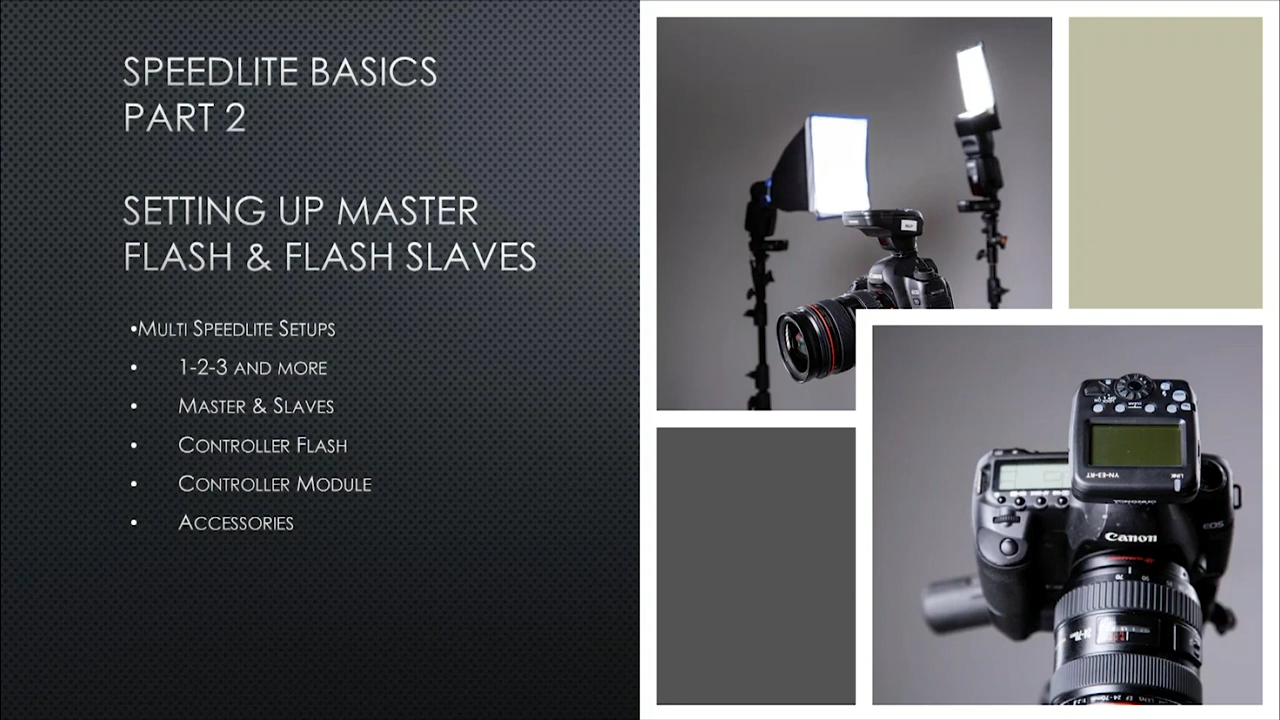 SPEEDLITE BASICS
PART 2
SETTING UP MASTER
FLASH & FLASH SLAVES
•MULTI SPEEDLITE SETUPS
• 1-2-3 AND MORE
• MASTER & SLAVES
• CONTROLLER FLASH
• CONTROLLER MODULE
• ACCESSORIES
YN-E3-RT
LINK
Canon
EOS